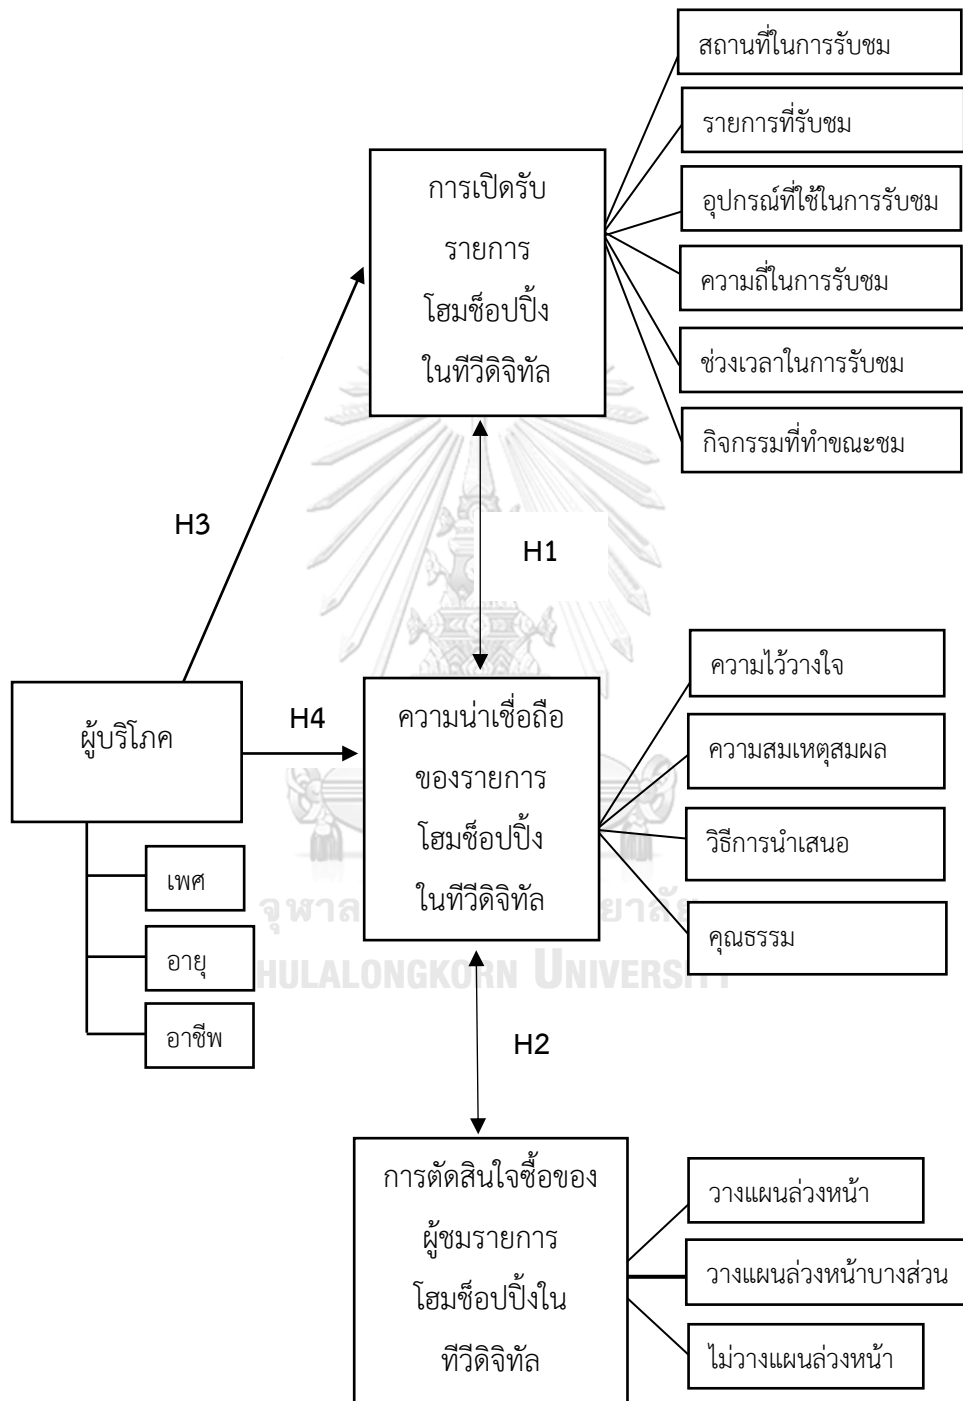 สถานที่ในการรับชม
รายการที่รับชม
อุปกรณ์ที่ใช้ในการรับชม
ความถี่ในการรับชม
ช่วงเวลาในการรับชม
กิจกรรมที่ทำขณะชม
การเปิดรับ
รายการ
โฮมช็อปปิ้ง
ในทีวีดิจิทัล
H3
H1
ผู้บริโภค
H4
เพศ
อายุ
อาชีพ
ความน่าเชื่อถือ
ของรายการ
โฮมช็อปปิ้ง
ในทีวีดิจิทัล
ความไว้วางใจ
ความสมเหตุสมผล
วิธีการนำเสนอ
คุณธรรม
HULALONGKORN UNIVERSITY
H2
การตัดสินใจซื้อของ
ผู้ชมรายการ
โฮมช็อปปิ้งใน
ทีวีดิจิทัล
วางแผนล่วงหน้า
วางแผนล่วงหน้าบางส่วน
ไม่วางแผนล่วงหน้า